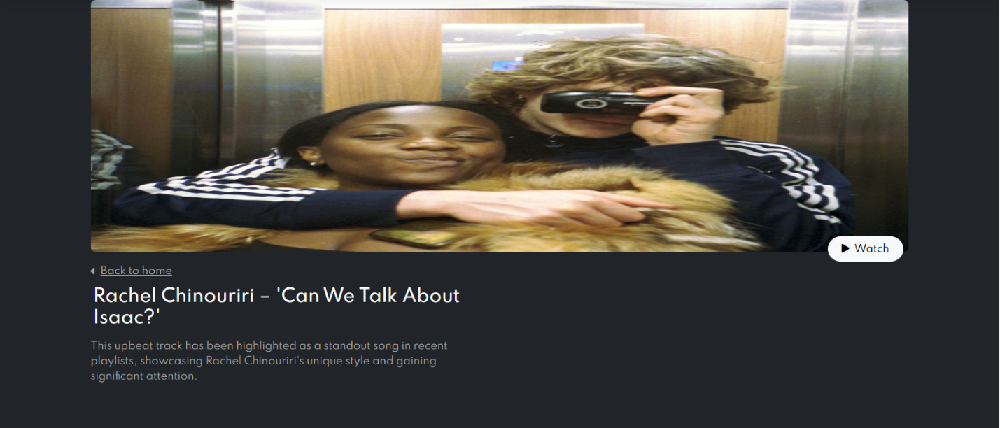 Watch
Back to home
Rachel Chinouriri – 'Can We Talk About
Isaac?'
This upbeat track has been highlighted as a standout song in recent
playlists, showcasing Rachel Chinouriri's unique style and gaining
significant attention.